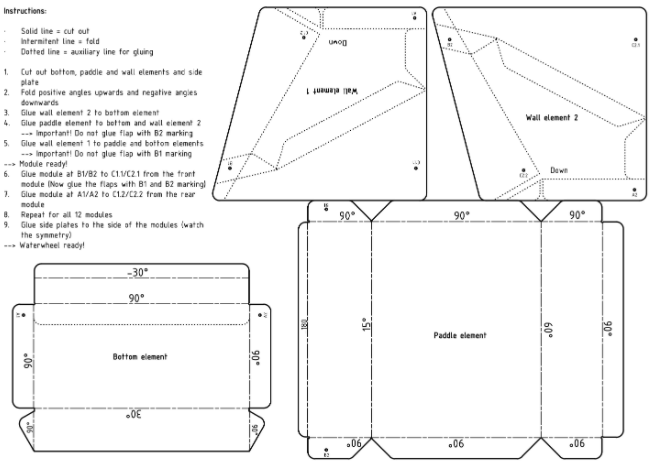 Instructions:
· Solid line = cut out
· Intermitent line = fold
· Dotted line = auxiliary line for gluing
1. Cut out bottom, paddle and wall elements and side
plate
2. Fold positive angles upwards and negative angles
downwards
3. Glue wall element 2 to bottom element
4. Glue paddle element to bottom and wall element 2
--> Important! Do not glue flap with B2 marking
5. Glue wall element 1 to paddle and bottom elements
--> Important! Do not glue flap with B1 marking
--> Module ready!
6. Glue module at B1/B2 to C1.1/C2.1 from the front
module (Now glue the flaps with B1 and B2 marking)
7. Glue module at A1/A2 to C1.2/C2.2 from the rear
module
8. Repeat for all 12 modules
9. Glue side plates to the side of the modules (watch
the symmetry)
--> Waterwheel ready!
Down
Wall element 1
C2.1
Wall element 2
C2.2
Down
A2
90°
90°
90°
180
15°
Paddle element
90°
90°
90°
90°
90°
B2
-30°
90°
90°
Bottom element
90°
30°
90°
90°